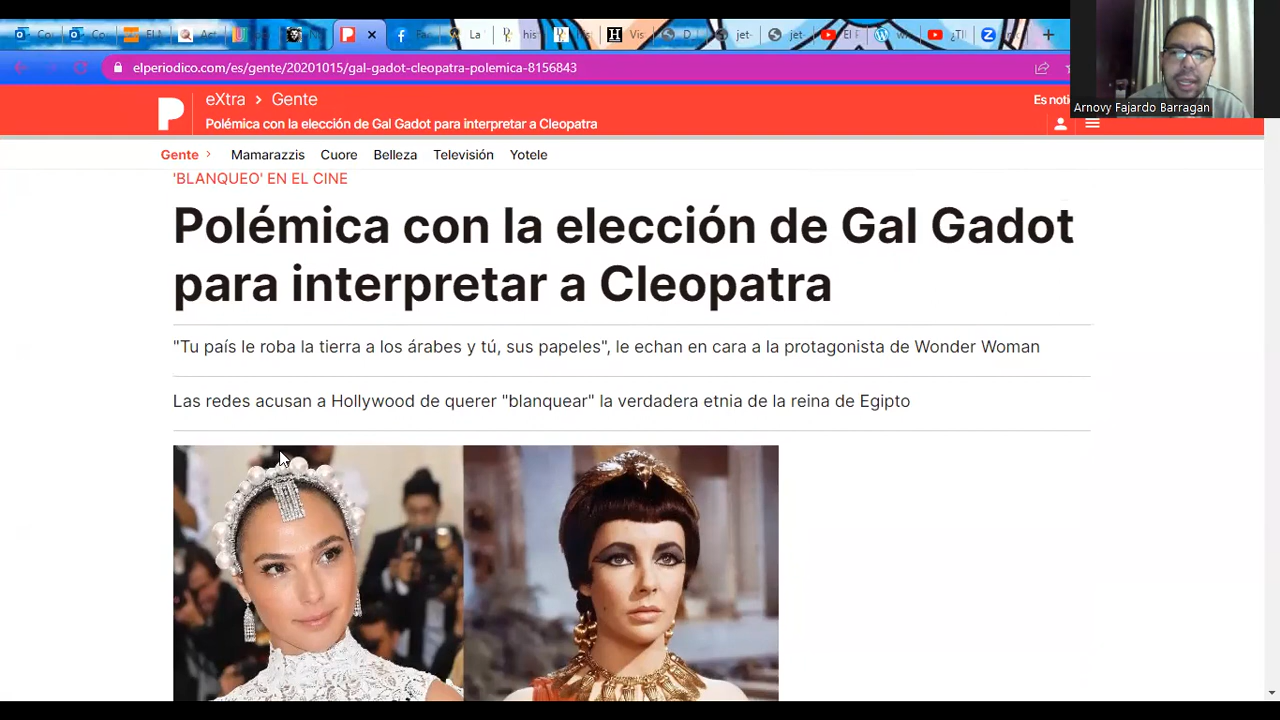 elperiodico.com/es/gente/20201015/gal-gadot-cleopatra-polemica-8156843
Arnovy Fajardo Barragan
eXtra > Gente
Es noti
Polémica con la elección de Gal Gadot para interpretar a Cleopatra
Gente > Mamarazzis Cuore Belleza Televisión Yotele
'BLANQUEO' EN EL CINE
Polémica con la elección de Gal Gadot
para interpretar a Cleopatra
"Tu país le roba la tierra a los árabes y tú, sus papeles", le echan en cara a la protagonista de Wonder Woman
Las redes acusan a Hollywood de querer "blanquear" la verdadera etnia de la reina de Egipto